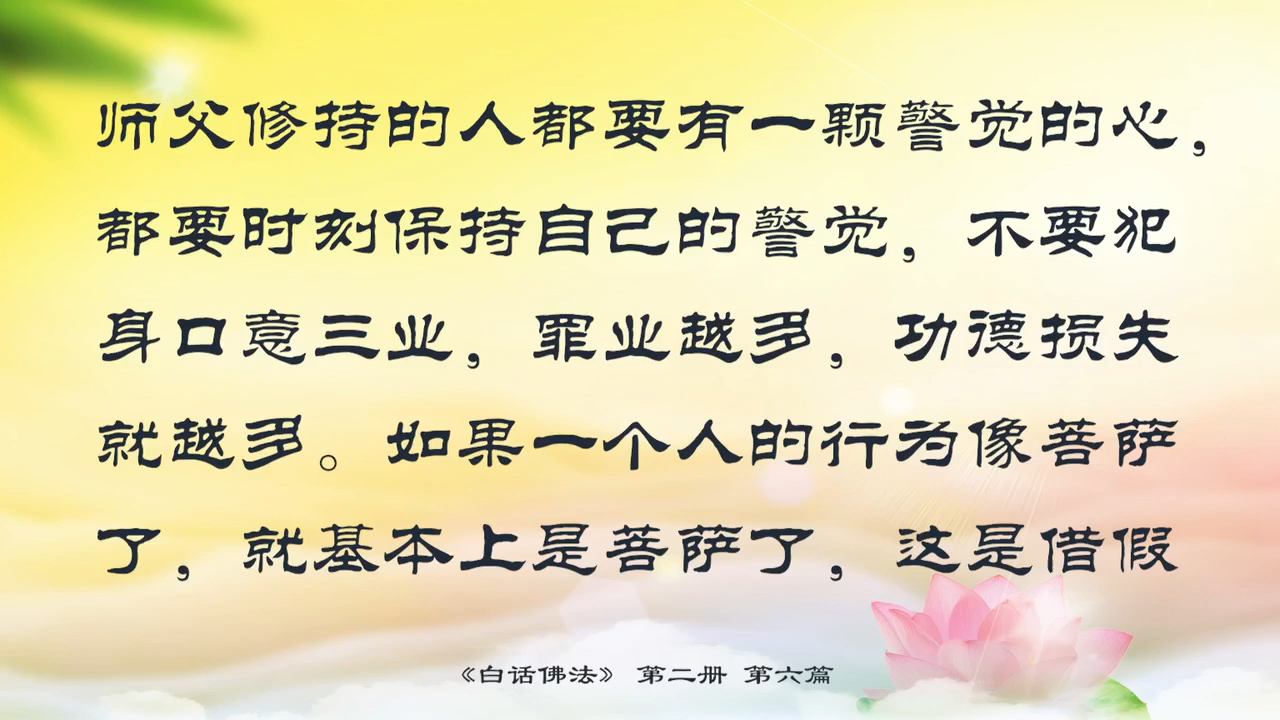 师父修持的人都要有一颗警觉的心，
都要时刻保持自己的警觉，不要犯
身口意三业，罪业越多，功德损失
就越多。如果一个人的行为像菩萨
了，就基本上是菩萨了，这是借假
《白话佛法》 第二册 第六篇